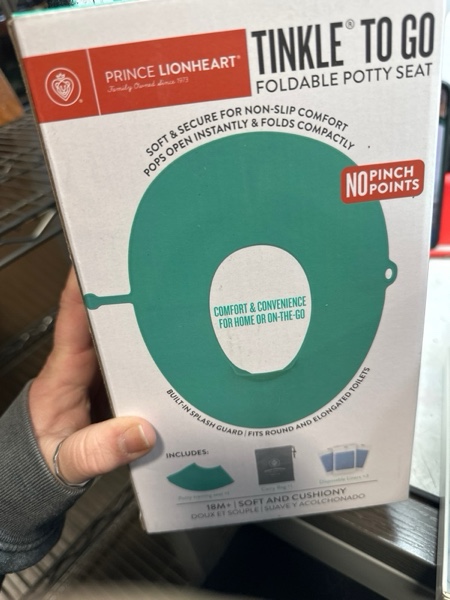 TINKLE® TO GO
FOLDABLE POTTY SEAT
PRINCE LIONHEART®
Family Owned Since 1973
SOFT & SECURE FOR NON-SLIP COMFORT
POPS OPEN INSTANTLY & FOLDS COMPACTLY
NO PINCH POINTS
COMFORT & CONVENIENCE
FOR HOME OR ON-THE-GO
BUILT-IN SPLASH GUARD | FITS ROUND AND ELONGATED TOILETS
INCLUDES:
18M+ | SOFT AND CUSHIONY
DOUX ET SOUPLE | SUAVE Y ACOLCHONADO